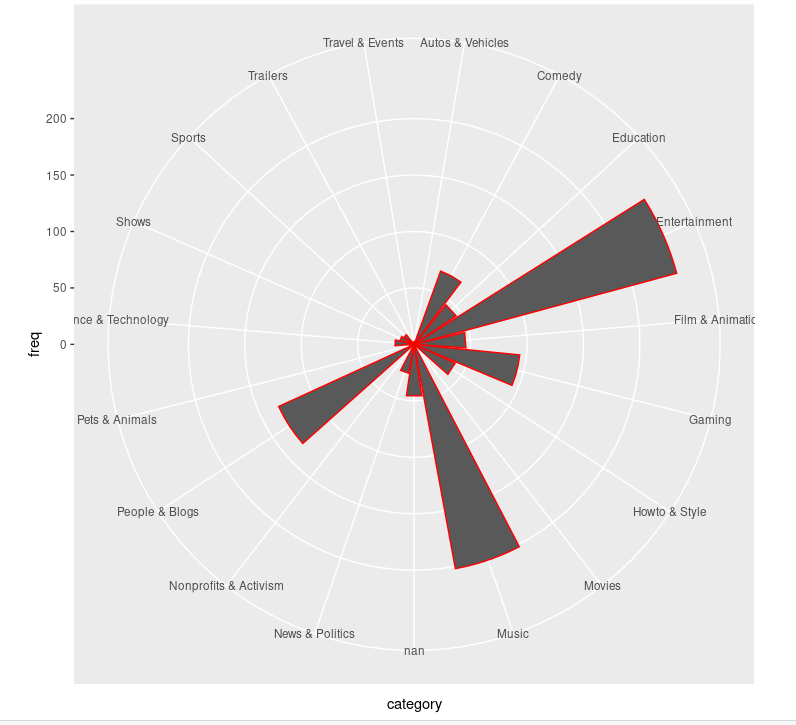 Travel & Events
Autos & Vehicles
Trailers
Comedy
200
Sports
Education
150
Shows
Entertainment
100
50
nce & Technology
Film & Animatic
0
freq
Pets & Animals
Gaming
People & Blogs
Howto & Style
Nonprofits & Activism
Movies
News & Politics
Music
nan
category